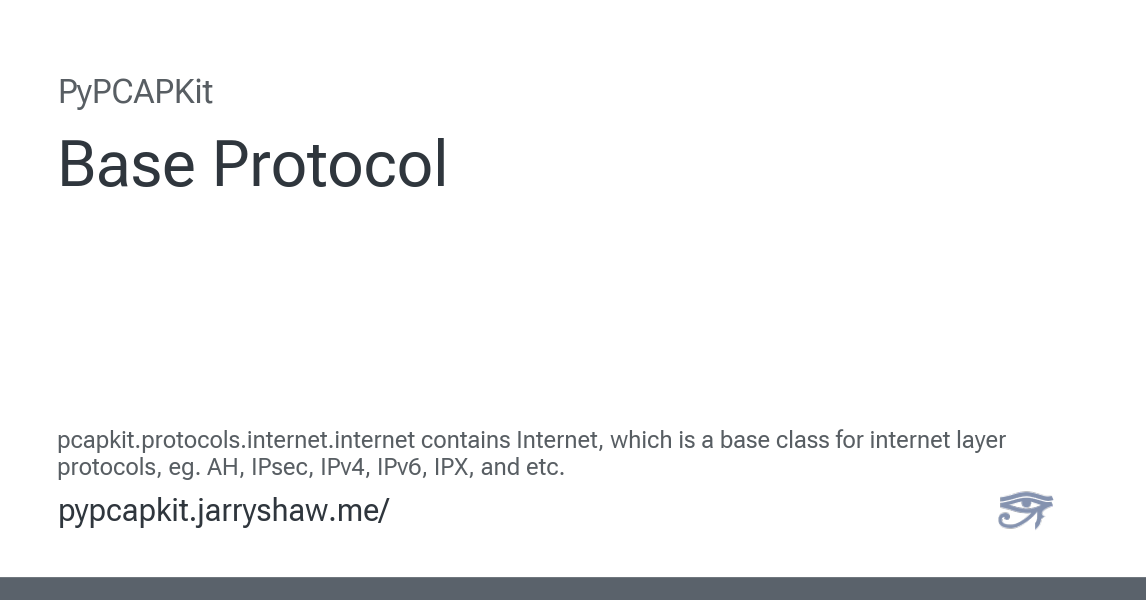 PyPCAPKit
Base Protocol
pcapkit.protocols.internet.internet contains Internet, which is a base class for internet layer
protocols, eg. AH, IPsec, IPv4, IPv6, IPX, and etc.
pypcapkit.jarryshaw.me/